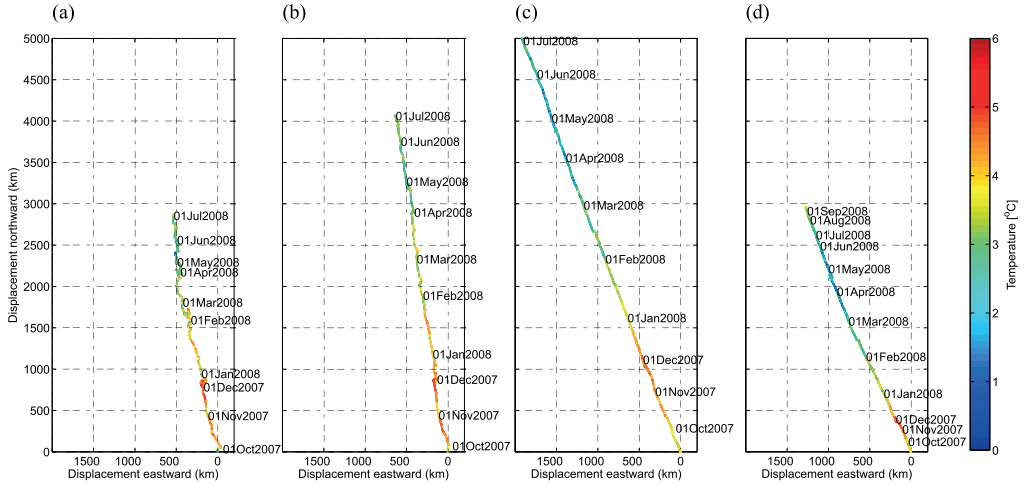 (a)
(b)
(c)
(d)
5000
4500
4000
3500
3000
2500
2000
1500
1000
500
0
Displacement northward (km)
01Jul2008
01Jun2008
01May2008
01Apr2008
01Mar2008
01Feb2008
01Jan2008
01Dec2007
01Nov2007
01Oct2007
1500 1000 500 0
Displacement eastward (km)
01Jul2008
01Jun2008
01May2008
01Apr2008
01Mar2008
01Feb2008
01Jan2008
01Dec2007
01Nov2007
01Oct2007
1500 1000 500 0
Displacement eastward (km)
01Jul2008
01Jun2008
01May2008
01Apr2008
01Mar2008
01Feb2008
01Jan2008
01Dec2007
01Nov2007
01Oct2007
1500 1000 500 0
Displacement eastward (km)
01Sep2008
01Aug2008
01Jul2008
01Jun2008
01May2008
01Apr2008
01Mar2008
01Feb2008
01Jan2008
01Dec2007
01Nov2007
01Oct2007
1500 1000 500 0
Displacement eastward (km)
6
5
4
3
2
1
0
Temperature [°C]